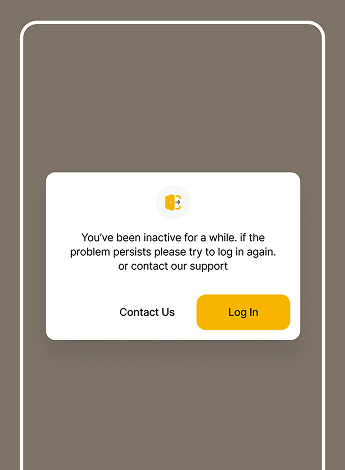 You've been inactive for a while. if the
problem persists please try to log in again.
or contact our support
Contact Us
Log In